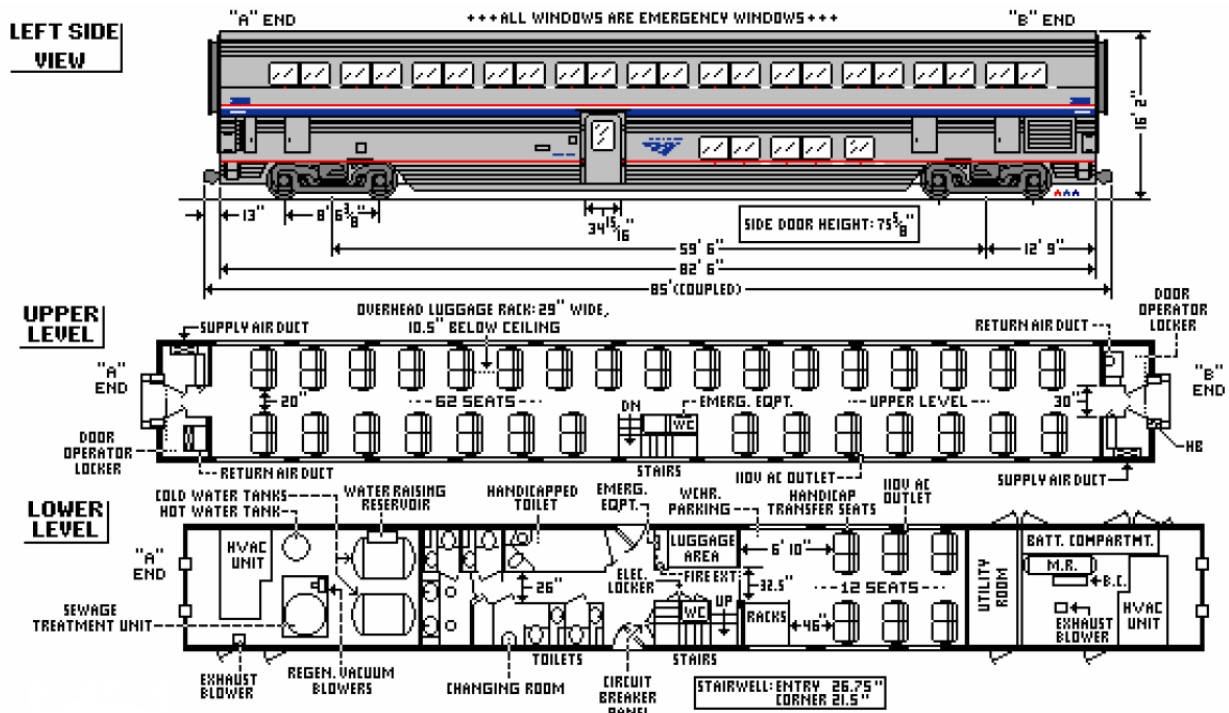 LEFT SIDE
VIEW
"A" END
+++ALL WINDOWS ARE EMERGENCY WINDOWS+++
"B" END
16' 2"
13"
8' 6 3/8"
34 15/16"
SIDE DOOR HEIGHT: 75 5/8"
59' 6"
12' 9"
82' 6"
85' (COUPLED)
UPPER
LEVEL
OVERHEAD LUGGAGE RACK: 29" WIDE,
10.5" BELOW CEILING
SUPPLY AIR DUCT
RETURN AIR DUCT
DOOR
OPERATOR
LOCKER
"A"
END
"B"
END
20"
62 SEATS
DN
WC
EMERG. EQPT.
UPPER LEVEL
30"
HB
DOOR
OPERATOR
LOCKER
RETURN AIR DUCT
STAIRS
110V AC OUTLET
SUPPLY AIR DUCT
LOWER
LEVEL
COLD WATER TANKS
HOT WATER TANK
WATER RAISING
RESERVOIR
HANDICAPPED
TOILET
EMERG.
EQPT.
WCHR.
PARKING
HANDICAP
TRANSFER SEATS
110V AC
OUTLET
"A"
END
HVAC
UNIT
LUGGAGE
AREA
6' 10"
BATT. COMPARTMT.
M.R.
B.C.
26"
ELEC.
LOCKER
FIRE EXT.
32.5"
12 SEATS
UTILITY
ROOM
SEWAGE
TREATMENT UNIT
WC
UP
RACKS
46"
EXHAUST
BLOWER
HVAC
UNIT
EXHAUST
BLOWER
REGEN. VACUUM
BLOWERS
CHANGING ROOM
TOILETS
CIRCUIT
BREAKER
PANEL
STAIRS
STAIRWELL: ENTRY 26.75"
CORNER 21.5"